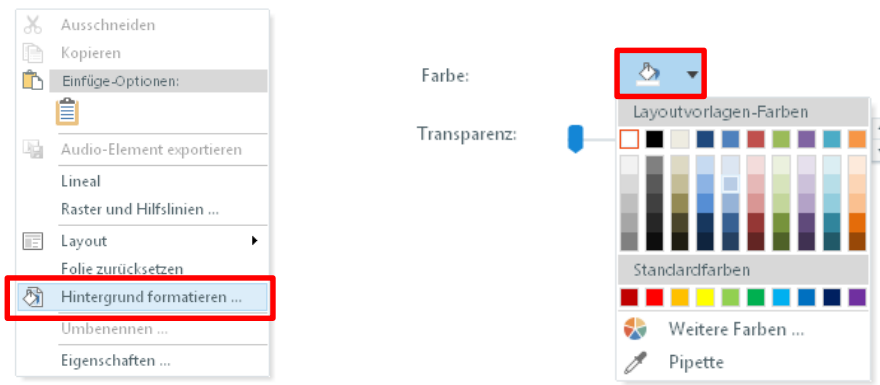 Ausschneiden
Kopieren
Einfüge-Optionen:
Audio-Element exportieren
Lineal
Raster und Hilfslinien ...
Layout
Folie zurücksetzen
Hintergrund formatieren ...
Umbenennen ...
Eigenschaften ...
Farbe:
Transparenz:
Layoutvorlagen-Farben
Standardfarben
Weitere Farben ...
Pipette